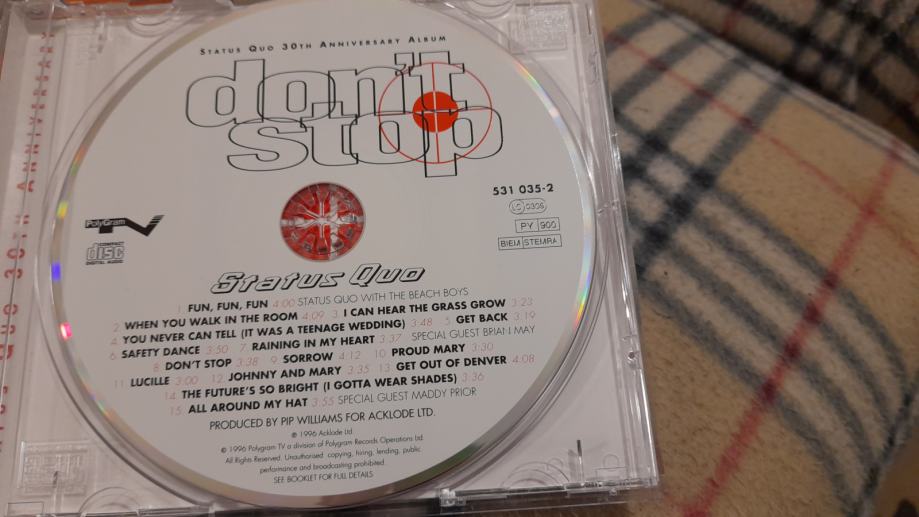 STATUS QUO 30TH ANNIVERSARY ALBUM
don't
stop
531 035-2
LC 0306
PY 900
BIEM STEMRA
PolyGram TV
COMPACT
disc
DIGITAL AUDIO
Status Quo
1 FUN, FUN, FUN 4:00 STATUS QUO WITH THE BEACH BOYS
2. WHEN YOU WALK IN THE ROOM 4:09 3. I CAN HEAR THE GRASS GROW 3:23
4. YOU NEVER CAN TELL (IT WAS A TEENAGE WEDDING) 3:48 5 GET BACK 3:19
6 SAFETY DANCE 3:50 7. RAINING IN MY HEART 3:37 SPECIAL GUEST BRIAN MAY
8 DON'T STOP 3:38 9 SORROW 4:12 10 PROUD MARY 3:30
11 LUCILLE 3:00 12. JOHNNY AND MARY 3:35 13 GET OUT OF DENVER 4:08
14. THE FUTURE'S SO BRIGHT (I GOTTA WEAR SHADES) 3:36
15. ALL AROUND MY HAT 3:55 SPECIAL GUEST MADDY PRIOR
PRODUCED BY PIP WILLIAMS FOR ACKLODE LTD.
℗ 1996 Acklode Ltd.
© 1996 Polygram TV a division of Polygram Records Operations Ltd
All Rights Reserved. Unauthorised copying, hiring, lending, public
performance and broadcasting prohibited.
SEE BOOKLET FOR FULL DETAILS
QUO 30TH ANNIVERSARY